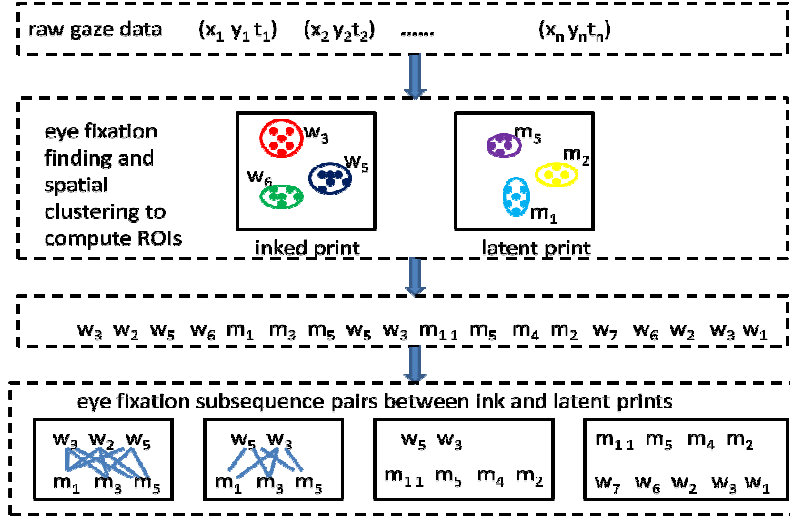 raw gaze data (x₁ y₁ t₁) (x₂ y₂ t₂) ...... (xₙ yₙ tₙ)
eye fixation
finding and
spatial
clustering to
compute ROIs
w₃
w₅
w₆
inked print
m₅
m₂
m₁
latent print
w₃ w₂ w₅ w₆ m₁ m₃ m₅ w₅ w₃ m₁₁ m₅ m₄ m₂ w₇ w₆ w₂ w₃ w₁
eye fixation subsequence pairs between ink and latent prints
w₃ w₂ w₅
m₁ m₃ m₅
w₅ w₃
m₁ m₃ m₅
w₅ w₃
m₁₁ m₅ m₄ m₂
m₁₁ m₅ m₄ m₂
w₇ w₆ w₂ w₃ w₁